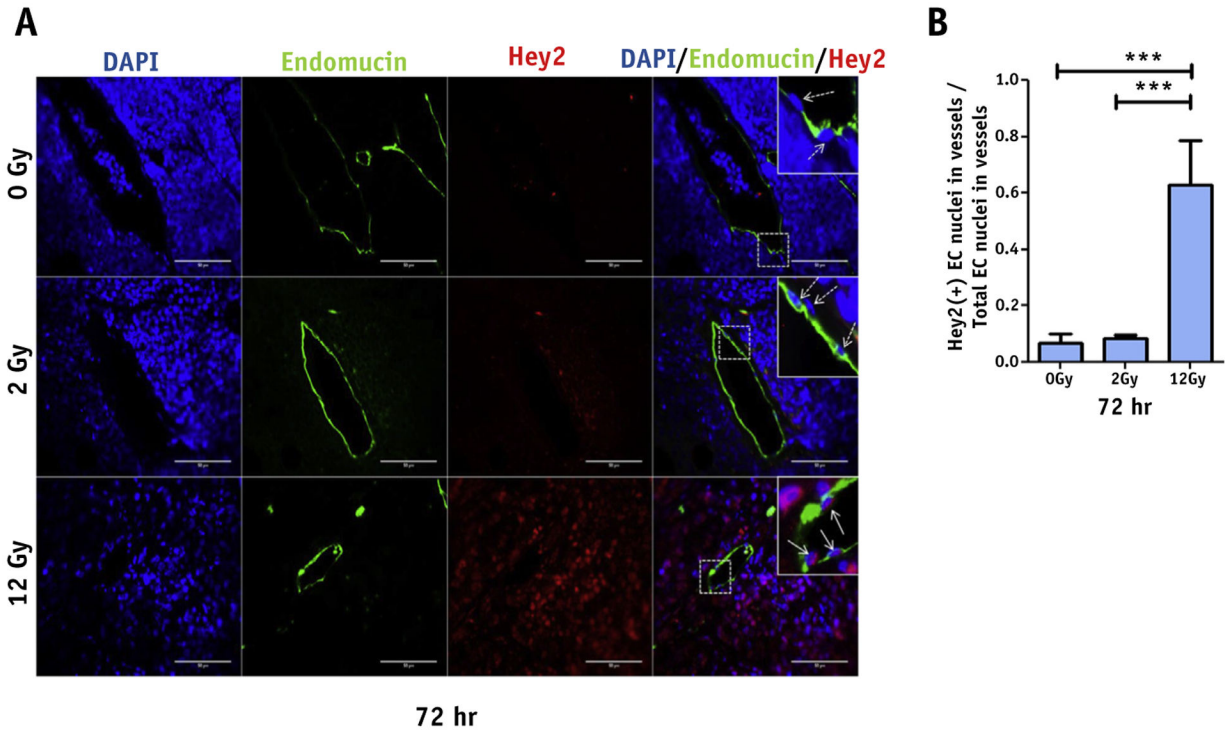 A
DAPI Endomucin Hey2 DAPI/Endomucin/Hey2
0 Gy
2 Gy
12 Gy
72 hr
B
***
***
Hey2(+) EC nuclei in vessels /
Total EC nuclei in vessels
1.0
0.8
0.6
0.4
0.2
0.0
0Gy 2Gy 12Gy
72 hr